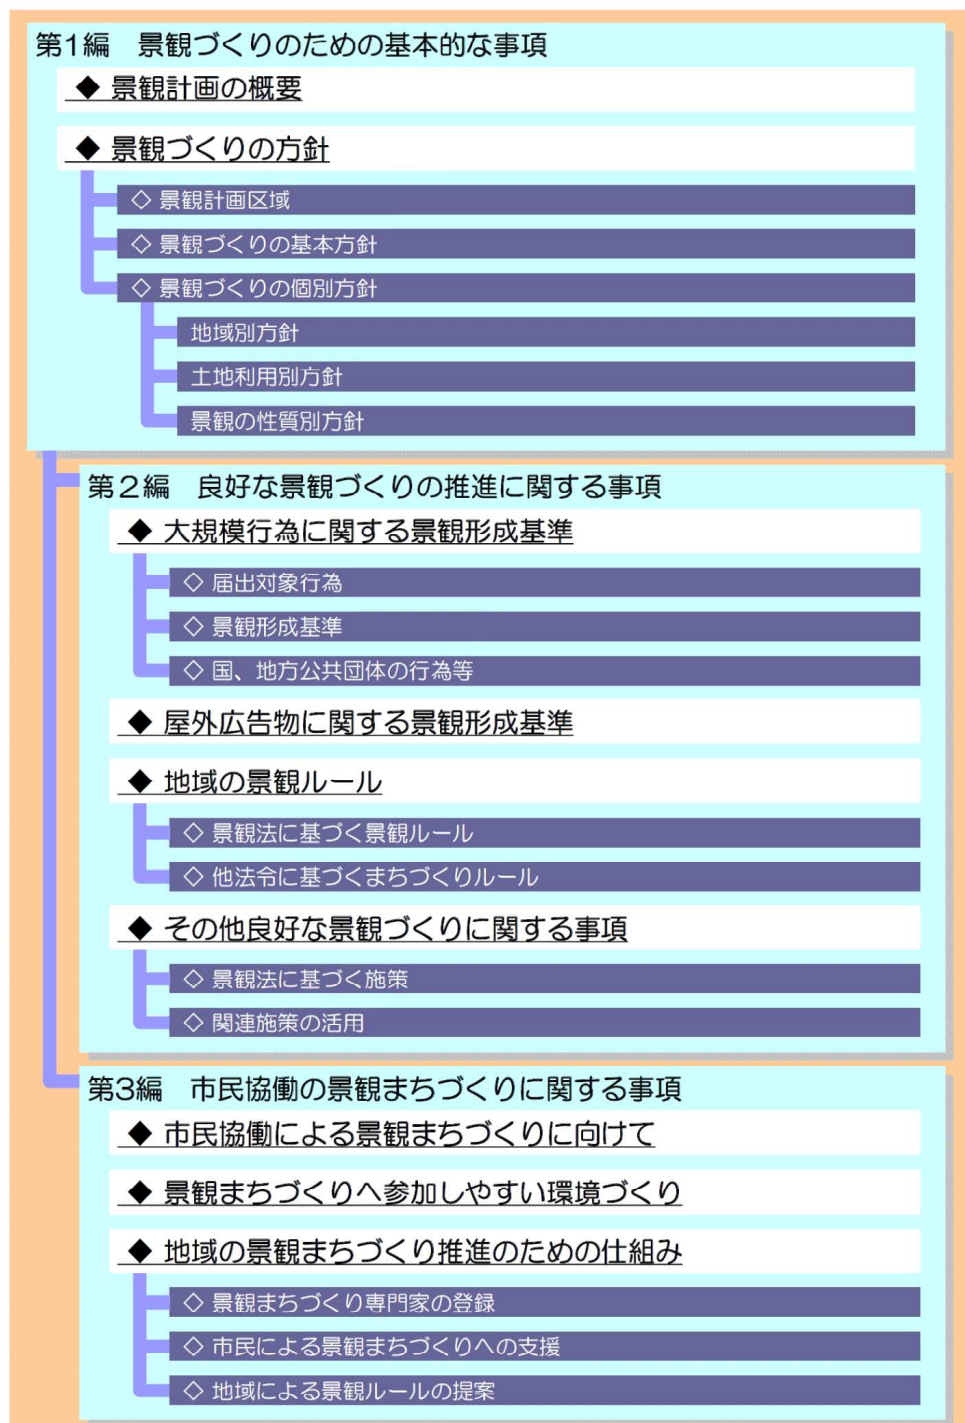 第1編　景観づくりのための基本的な事項
◆ 景観計画の概要
◆ 景観づくりの方針
◇ 景観計画区域
◇ 景観づくりの基本方針
◇ 景観づくりの個別方針
地域別方針
土地利用別方針
景観の性質別方針
第２編　良好な景観づくりの推進に関する事項
◆ 大規模行為に関する景観形成基準
◇ 届出対象行為
◇ 景観形成基準
◇ 国、地方公共団体の行為等
◆ 屋外広告物に関する景観形成基準
◆ 地域の景観ルール
◇ 景観法に基づく景観ルール
◇ 他法令に基づくまちづくりルール
◆ その他良好な景観づくりに関する事項
◇ 景観法に基づく施策
◇ 関連施策の活用
第3編　市民協働の景観まちづくりに関する事項
◆ 市民協働による景観まちづくりに向けて
◆ 景観まちづくりへ参加しやすい環境づくり
◆ 地域の景観まちづくり推進のための仕組み
◇ 景観まちづくり専門家の登録
◇ 市民による景観まちづくりへの支援
◇ 地域による景観ルールの提案